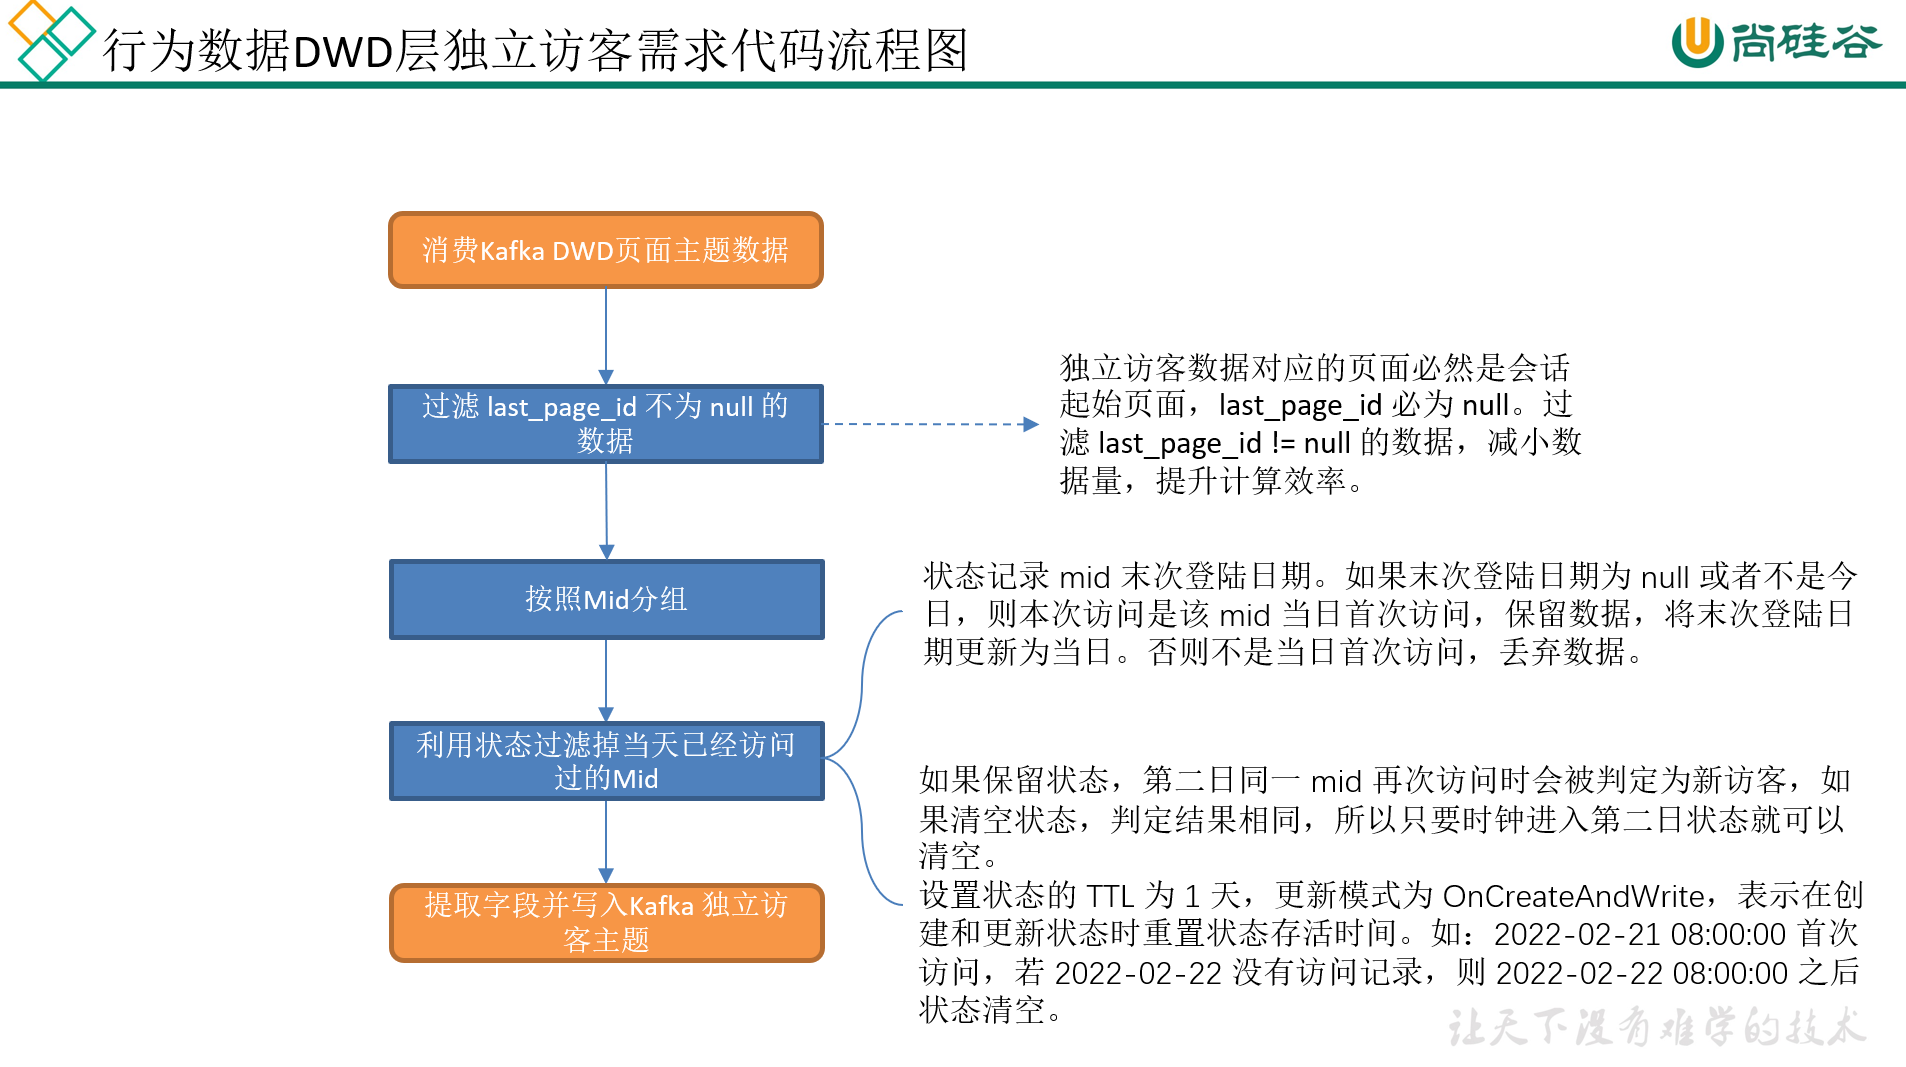 行为数据DWD层独立访客需求代码流程图
尚硅谷
消费Kafka DWD页面主题数据
过滤 last_page_id 不为 null 的
数据
独立访客数据对应的页面必然是会话
起始页面，last_page_id 必为 null。过
滤 last_page_id != null 的数据，减小数
据量，提升计算效率。
按照Mid分组
状态记录 mid 末次登陆日期。如果末次登陆日期为 null 或者不是今
日，则本次访问是该 mid 当日首次访问，保留数据，将末次登陆日
期更新为当日。否则不是当日首次访问，丢弃数据。
利用状态过滤掉当天已经访问
过的Mid
如果保留状态，第二日同一 mid 再次访问时会被判定为新访客，如
果清空状态，判定结果相同，所以只要时钟进入第二日状态就可以
清空。
设置状态的 TTL 为 1 天，更新模式为 OnCreateAndWrite，表示在创
建和更新状态时重置状态存活时间。如：2022-02-21 08:00:00 首次
访问，若 2022-02-22 没有访问记录，则 2022-02-22 08:00:00 之后
状态清空。
提取字段并写入Kafka 独立访
客主题
让天下没有难学的技术